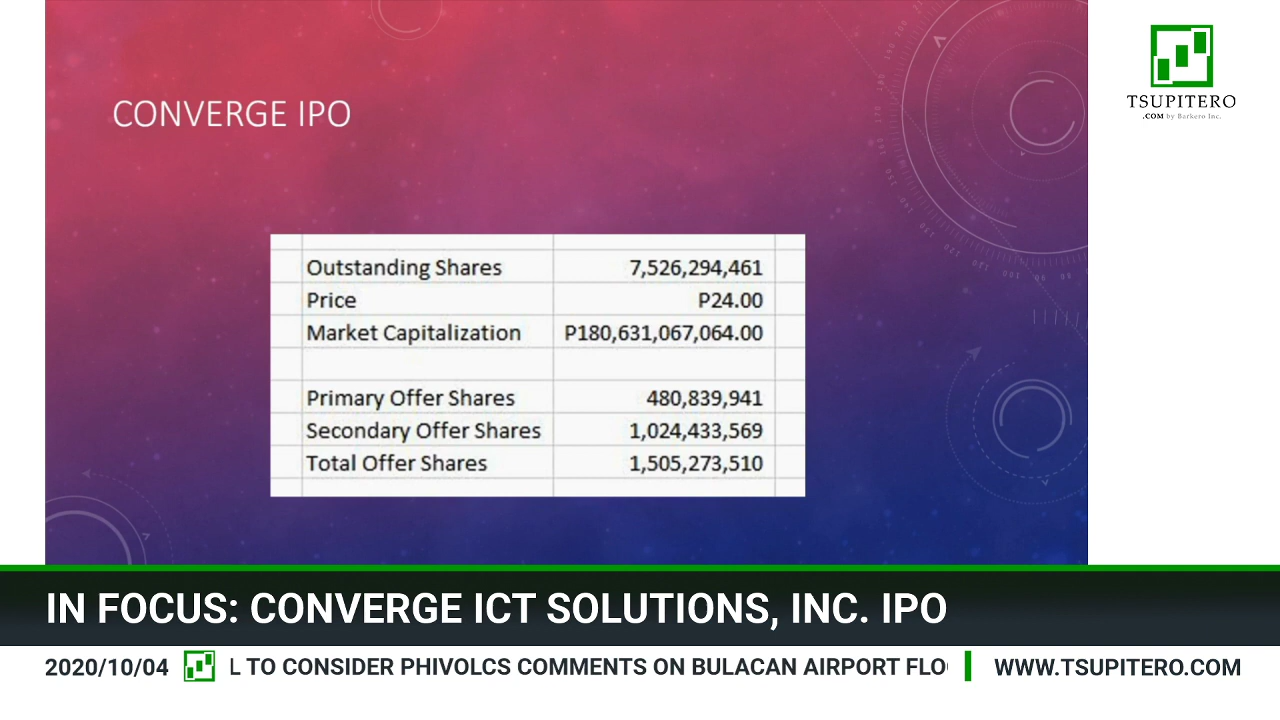 CONVERGE IPO
TSUPITERO
.COM by Barkero Inc.
Outstanding Shares 7,526,294,461
Price P24.00
Market Capitalization P180,631,067,064.00
Primary Offer Shares 480,839,941
Secondary Offer Shares 1,024,433,569
Total Offer Shares 1,505,273,510
IN FOCUS: CONVERGE ICT SOLUTIONS, INC. IPO
2020/10/04 L TO CONSIDER PHIVOLCS COMMENTS ON BULACAN AIRPORT FLO WWW.TSUPITERO.COM